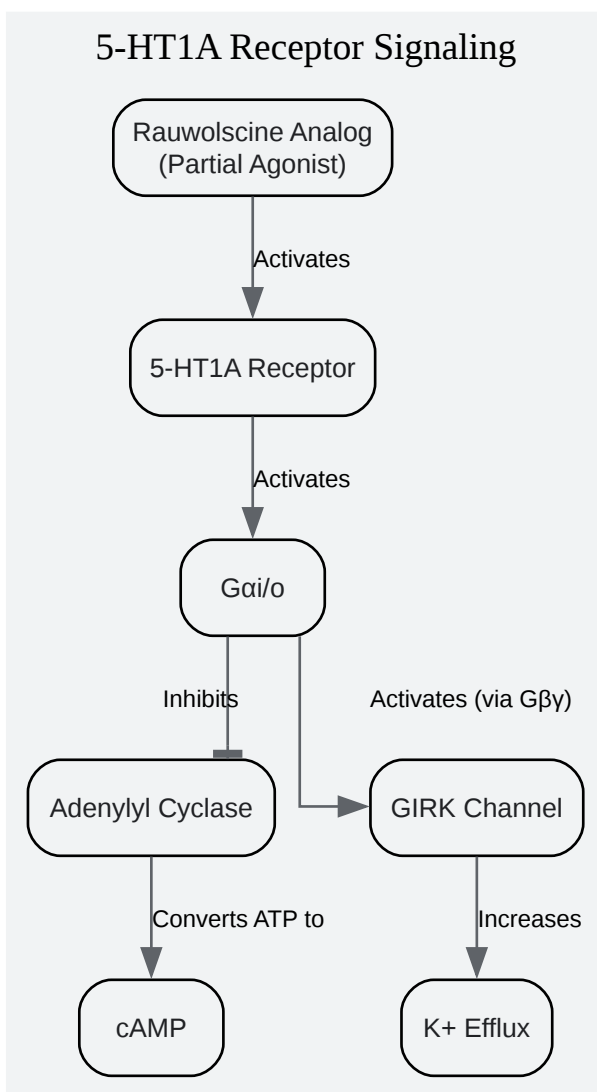 5-HT1A Receptor Signaling
Rauwolscine Analog
(Partial Agonist)
Activates
5-HT1A Receptor
Activates
Gαi/o
Inhibits
Activates (via Gβγ)
Adenylyl Cyclase
GIRK Channel
Converts ATP to
Increases
cAMP
K+ Efflux